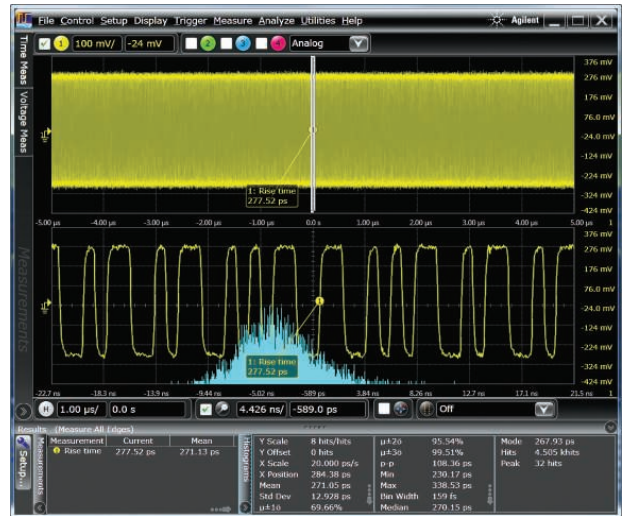 File Control Setup Display Trigger Measure Analyze Utilities Help Agilent
1 100 mV/ -24 mV 2 3 4 Analog
Time Meas
Voltage Meas
Measurements
376 mV
276 mV
176 mV
76.0 mV
-24.0 mV
-124 mV
-224 mV
-324 mV
-424 mV
1: Rise time
277.52 ps
-5.00 µs -4.00 µs -3.00 µs -2.00 µs -1.00 µs 0.0 s 1.00 µs 2.00 µs 3.00 µs 4.00 µs 5.00 µs 1
376 mV
276 mV
176 mV
76.0 mV
-24.0 mV
-124 mV
-224 mV
-324 mV
-424 mV
1
1: Rise time
277.52 ps
-22.7 ns -18.3 ns -13.9 ns -9.44 ns -5.02 ns -589 ps 3.84 ns 8.26 ns 12.7 ns 17.1 ns 21.5 ns 1
H 1.00 µs/ 0.0 s 4.426 ns/ -589.0 ps Off
Results (Measure All Edges)
Setup...
Measurements
Measurement Current Mean
Rise time 277.52 ps 271.13 ps
Histograms
Y Scale 8 hits/hits µ±2σ 95.54% Mode 267.93 ps
Y Offset 0 hits µ±3σ 99.51% Hits 4.505 khits
X Scale 20.000 ps/s p-p 108.36 ps Peak 32 hits
X Position 284.38 ps Min 230.17 ps
Mean 271.05 ps Max 338.53 ps
Std Dev 12.928 ps Bin Width 159 fs
µ±1σ 69.66% Median 270.15 ps